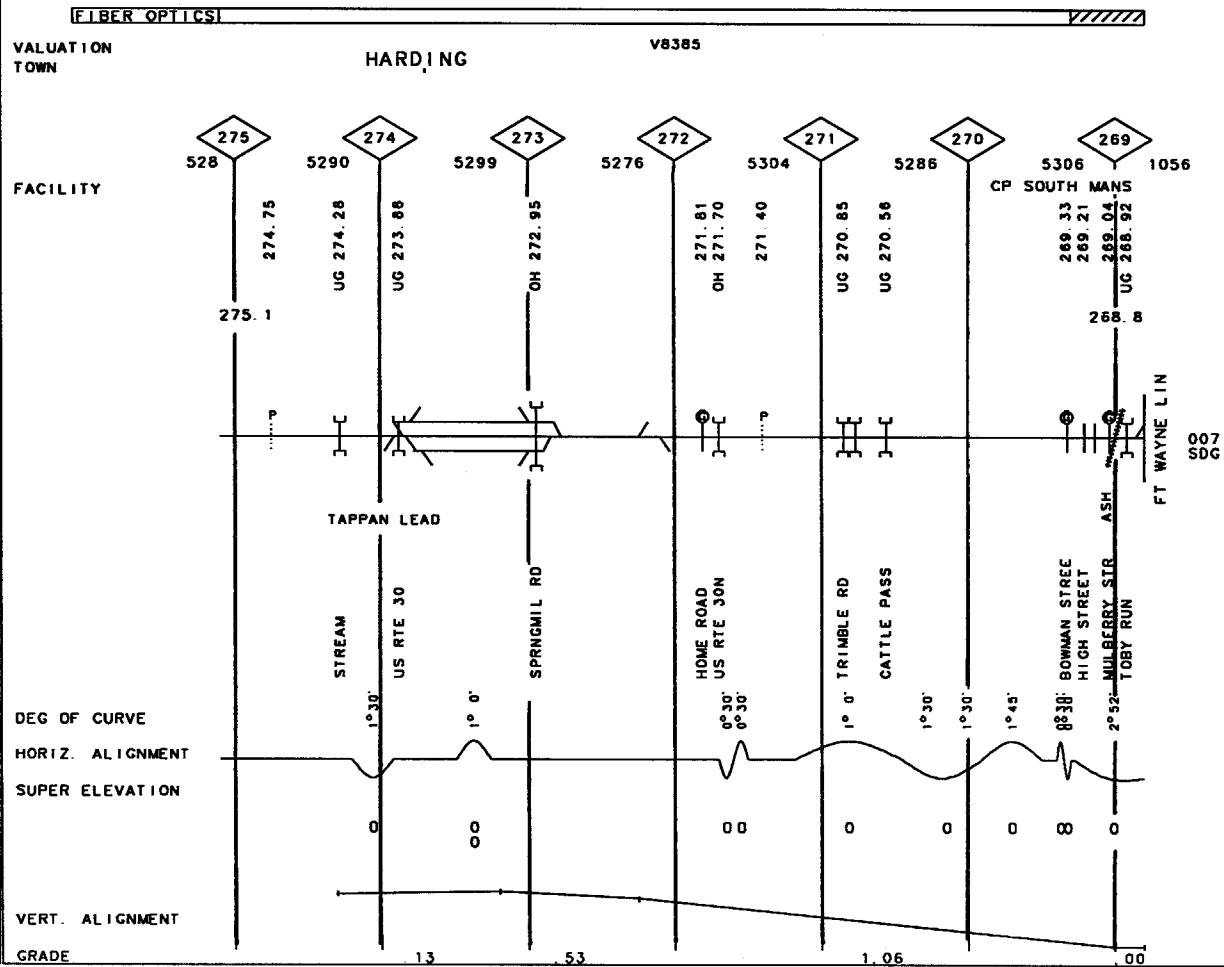 FIBER OPTICS
VALUATION V8385
TOWN HARDING
275 274 273 272 271 270 269
528 5290 5299 5276 5304 5286 5306 1056
FACILITY CP SOUTH MANS
274.75
UG 274.28
UG 273.88
OH 272.95
271.81
OH 271.70
271.40
UG 270.85
UG 270.56
269.33
269.21
269.04
UG 268.92
275.1 268.8
P G P G G
FT WAYNE LIN
007
SDG
TAPPAN LEAD
ASH
STREAM
US RTE 30
SPRNGMIL RD
HOME ROAD
US RTE 30N
TRIMBLE RD
CATTLE PASS
BOWMAN STREE
HIGH STREET
MULBERRY STR
TOBY RUN
DEG OF CURVE 1°30' 1° 0' 0°30' 0°30' 1° 0' 1°30' 1°30' 1°45' 2°52'
HORIZ. ALIGNMENT
SUPER ELEVATION
0 0 0 0 0 0 0 0 0 0
0
VERT. ALIGNMENT
GRADE .13 .53 1.06 .00